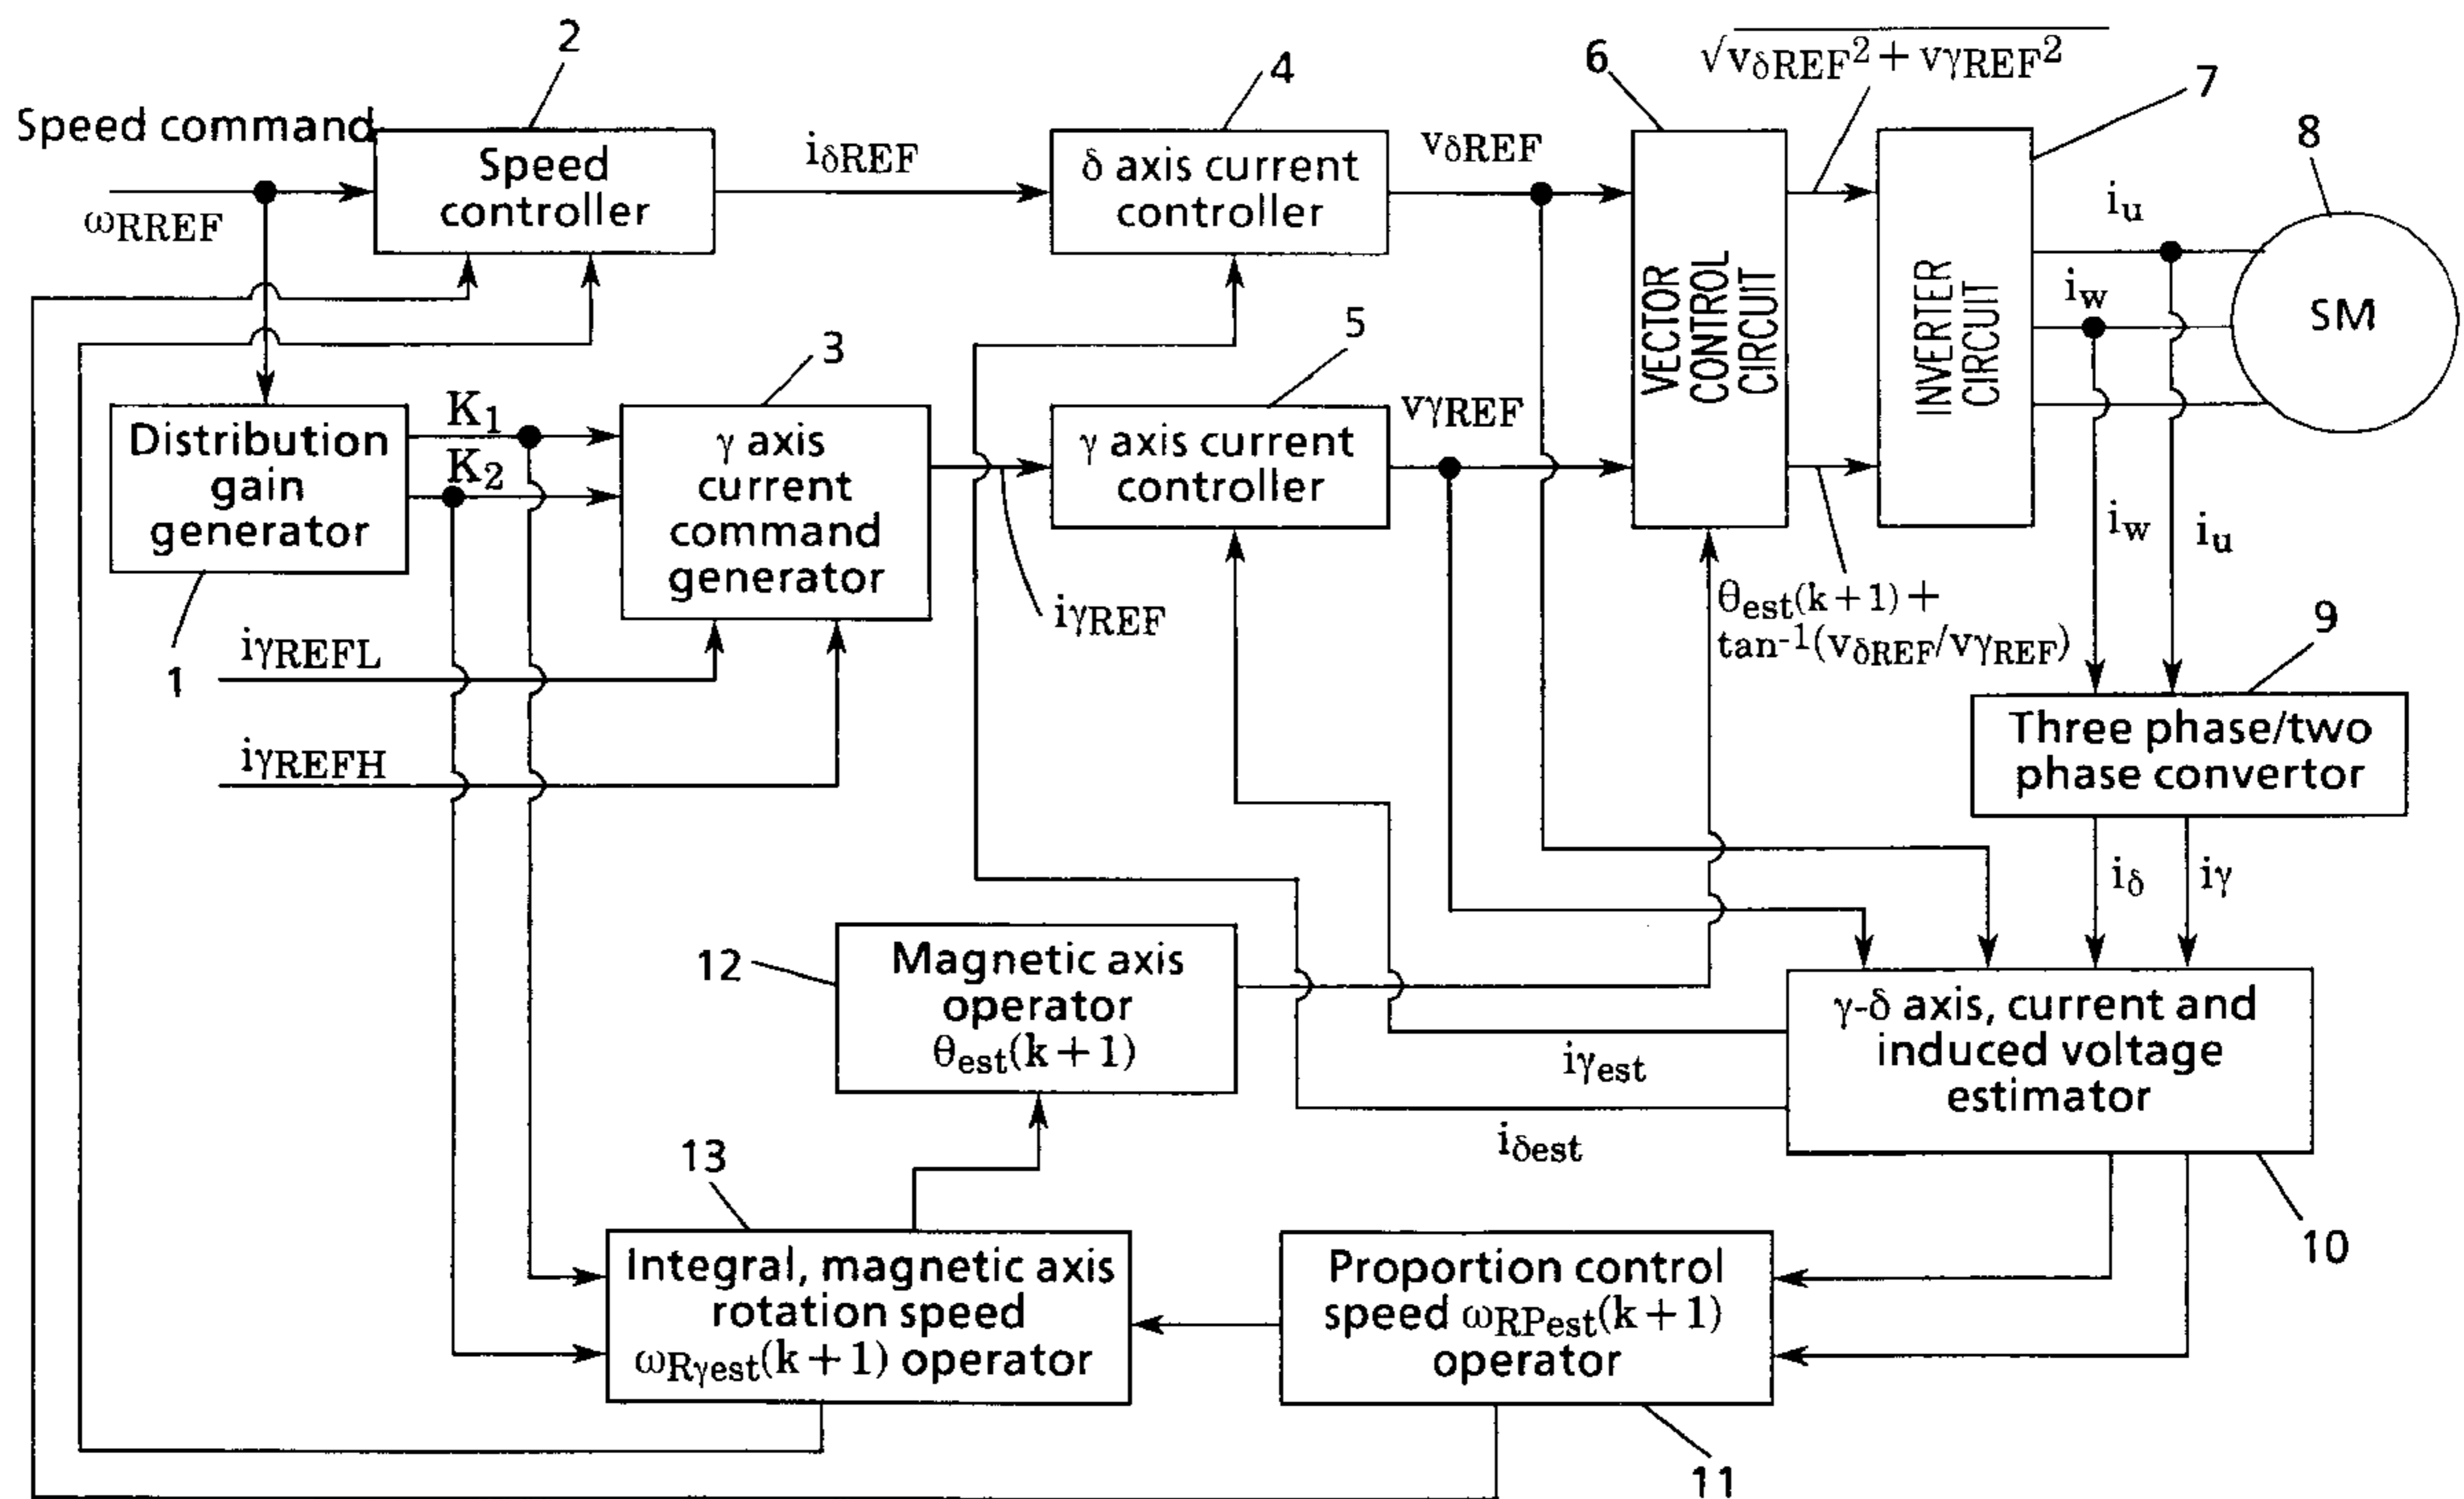 2
√vδREF² + vγREF²
4
6
7
Speed command
8
Speed
controller
iδREF
δ axis current
controller
vδREF
ωRREF
VECTOR
CONTROL
CIRCUIT
INVERTER
CIRCUIT
iu
iw
SM
3
5
Distribution
gain
generator
K1
K2
γ axis
current
command
generator
γ axis current
controller
vγREF
iw
iu
iγREF
θest(k+1) +
tan-1(vδREF/vγREF)
1
iγREFL
9
iγREFH
Three phase/two
phase convertor
iδ
iγ
12
Magnetic axis
operator
θest(k+1)
γ-δ axis, current and
induced voltage
estimator
iγest
iδest
13
10
Integral, magnetic axis
rotation speed
ωRγest(k+1) operator
Proportion control
speed ωRPest(k+1)
operator
11